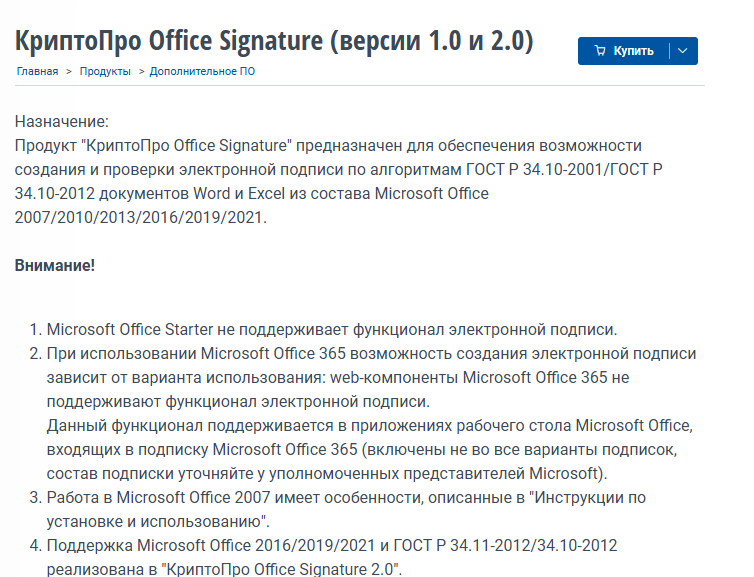 КриптоПро Office Signature (версии 1.0 и 2.0)
Купить
Главная > Продукты > Дополнительное ПО
Назначение:
Продукт "КриптоПро Office Signature" предназначен для обеспечения возможности
создания и проверки электронной подписи по алгоритмам ГОСТ Р 34.10-2001/ГОСТ Р
34.10-2012 документов Word и Excel из состава Microsoft Office
2007/2010/2013/2016/2019/2021.
Внимание!
1. Microsoft Office Starter не поддерживает функционал электронной подписи.
2. При использовании Microsoft Office 365 возможность создания электронной подписи
зависит от варианта использования: web-компоненты Microsoft Office 365 не
поддерживают функционал электронной подписи.
Данный функционал поддерживается в приложениях рабочего стола Microsoft Office,
входящих в подписку Microsoft Office 365 (включены не во все варианты подписок,
состав подписки уточняйте у уполномоченных представителей Microsoft).
3. Работа в Microsoft Office 2007 имеет особенности, описанные в "Инструкции по
установке и использованию".
4. Поддержка Microsoft Office 2016/2019/2021 и ГОСТ Р 34.11-2012/34.10-2012
реализована в "КриптоПро Office Signature 2.0".